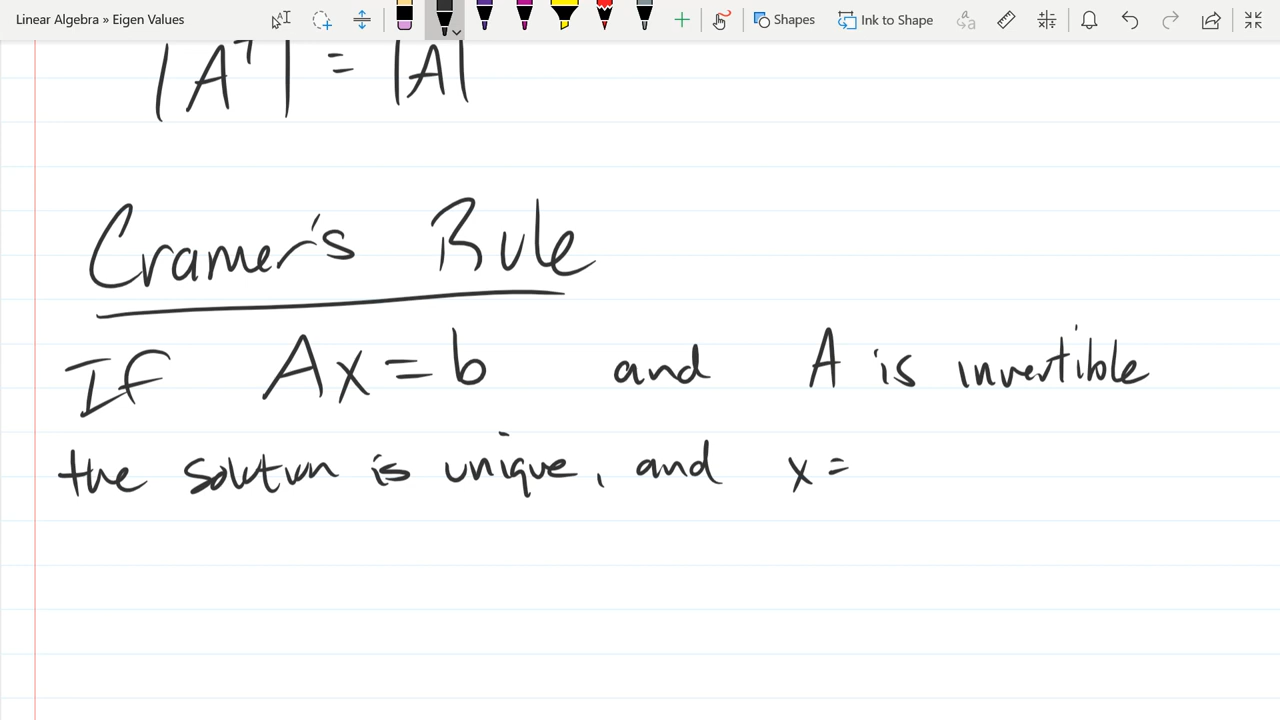 Linear Algebra » Eigen Values
Shapes
Ink to Shape
|Aᵀ| = |A|
Cramer's Rule
If Ax = b and A is invertible
the solution is unique, and x =